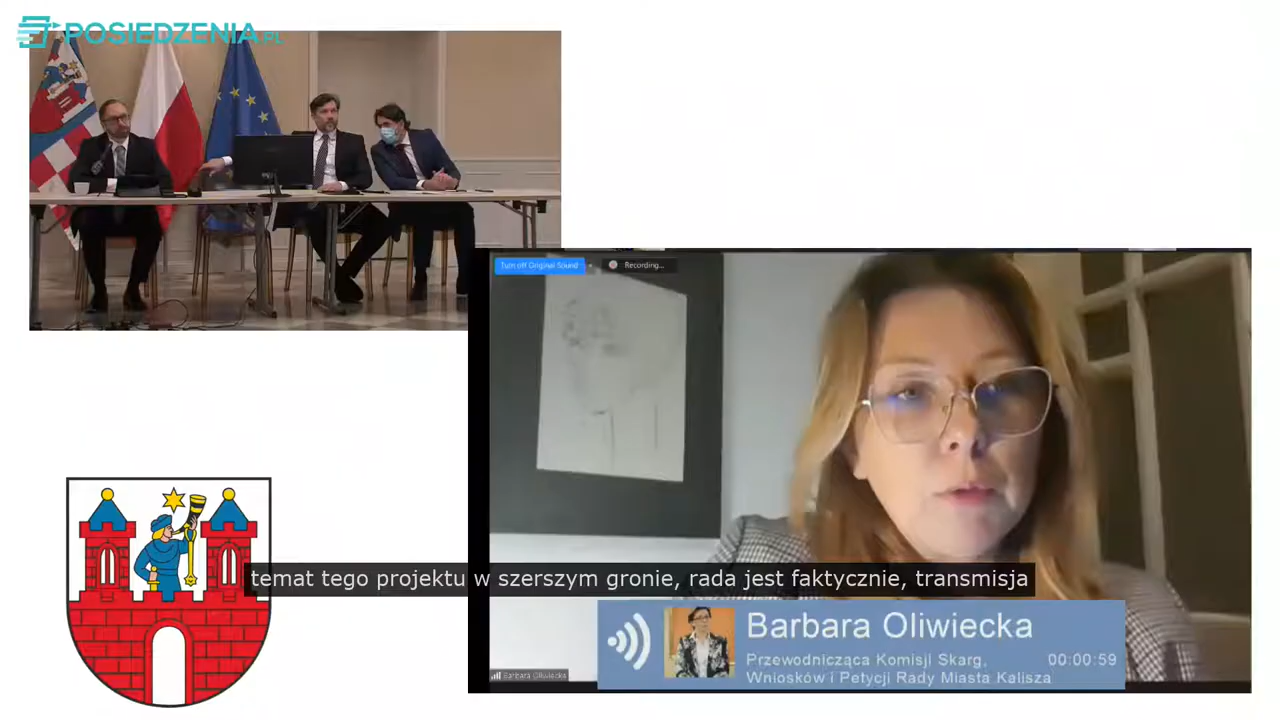 POSIEDZENIA.PL
Turn off Original Sound
Recording...
temat tego projektu w szerszym gronie, rada jest faktycznie, transmisja
Barbara Oliwiecka
Przewodnicząca Komisji Skarg, 00:00:59
Wniosków i Petycji Rady Miasta Kalisza
Barbara Oliwiecka